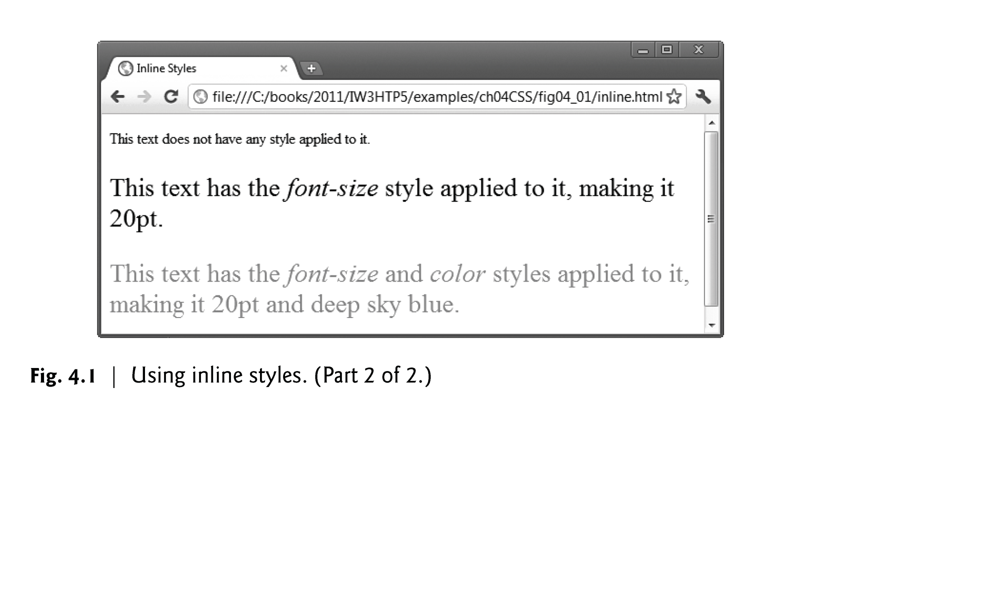 Inline Styles
file:///C:/books/2011/IW3HTP5/examples/ch04CSS/fig04_01/inline.html
This text does not have any style applied to it.
This text has the font-size style applied to it, making it
20pt.
This text has the font-size and color styles applied to it,
making it 20pt and deep sky blue.
Fig. 4.1 | Using inline styles. (Part 2 of 2.)